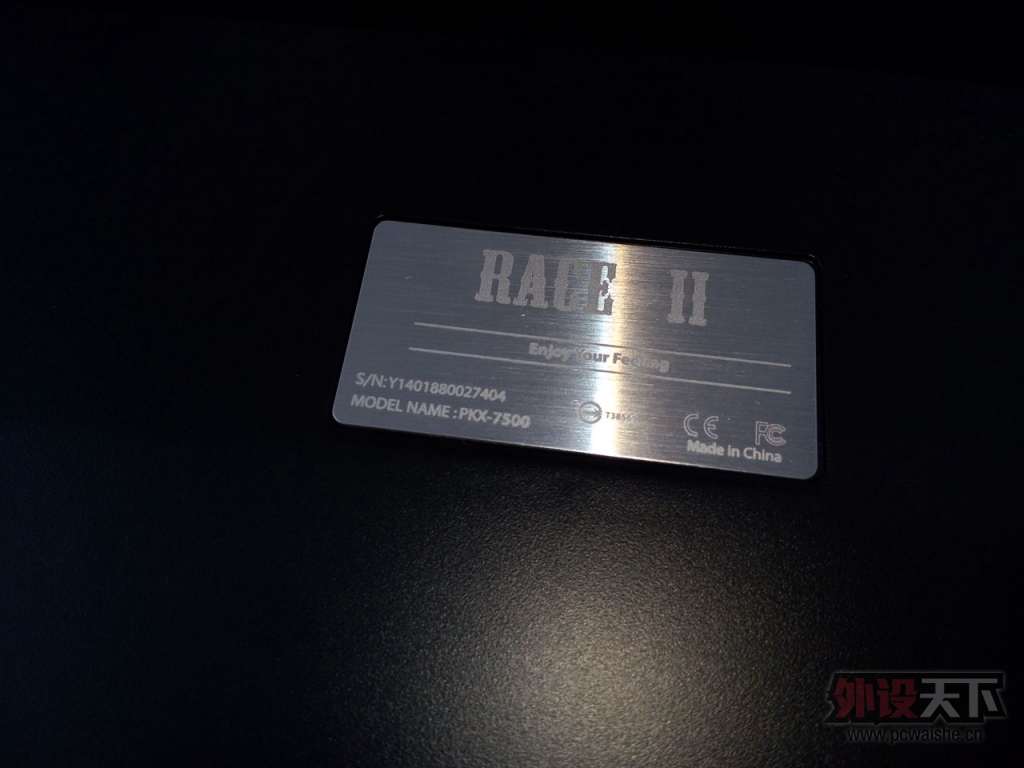 RACE II
Enjoy Your Feeling
S/N:Y1401880027404
MODEL NAME : PKX-7500
CE FC
Made in China
外设天下
www.pcwaishe.cn